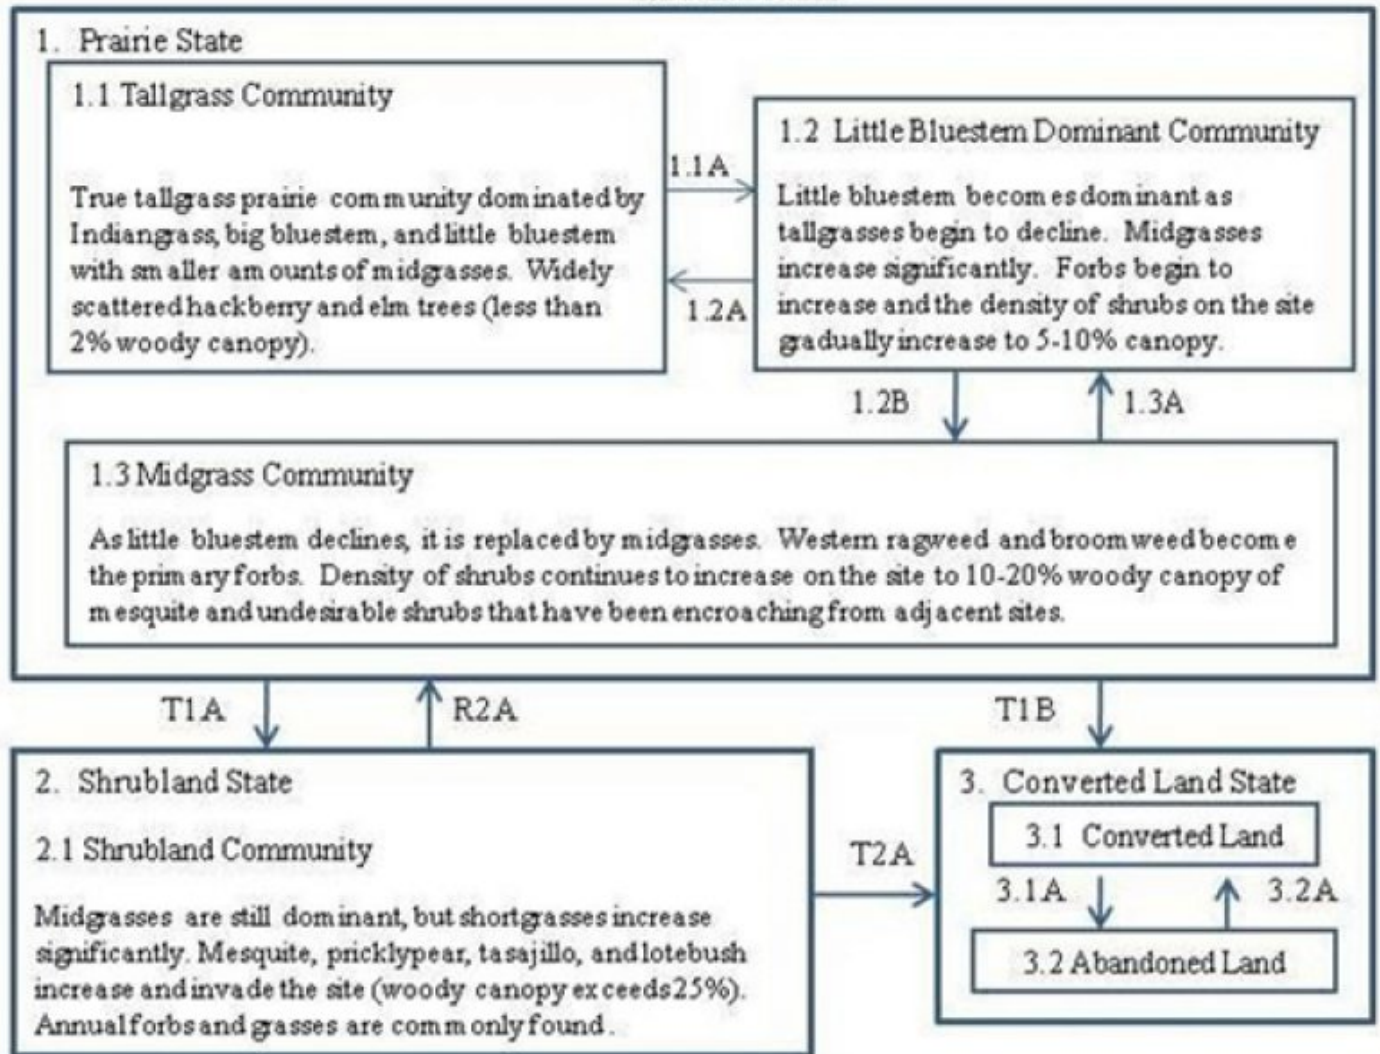 1. Prairie State
1.1 Tallgrass Community
True tallgrass prairie community dominated by
Indiangrass, big bluestem, and little bluestem
with smaller amounts of midgrasses. Widely
scattered hackberry and elm trees (less than
2% woody canopy).
1.1A
1.2A
1.2 Little Bluestem Dominant Community
Little bluestem becomes dominant as
tallgrasses begin to decline. Midgrasses
increase significantly. Forbs begin to
increase and the density of shrubs on the site
gradually increase to 5-10% canopy.
1.2B
1.3A
1.3 Midgrass Community
As little bluestem declines, it is replaced by midgrasses. Western ragweed and broomweed become
the primary forbs. Density of shrubs continues to increase on the site to 10-20% woody canopy of
mesquite and undesirable shrubs that have been encroaching from adjacent sites.
T1A
R2A
T1B
2. Shrubland State
2.1 Shrubland Community
Midgrasses are still dominant, but shortgrasses increase
significantly. Mesquite, pricklypear, tasajillo, and lotebush
increase and invade the site (woody canopy exceeds 25%).
Annual forbs and grasses are commonly found.
T2A
3. Converted Land State
3.1 Converted Land
3.1A
3.2A
3.2 Abandoned Land